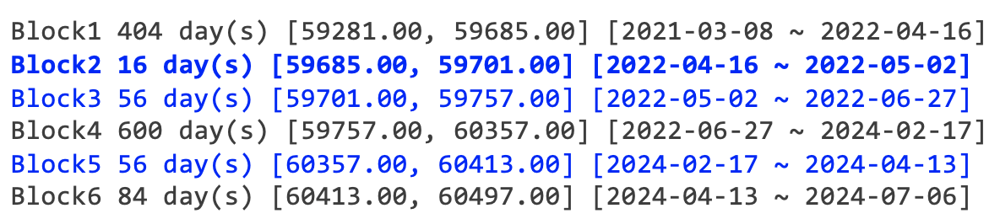 Block1 404 day(s) [59281.00, 59685.00] [2021-03-08 ~ 2022-04-16]
Block2 16 day(s) [59685.00, 59701.00] [2022-04-16 ~ 2022-05-02]
Block3 56 day(s) [59701.00, 59757.00] [2022-05-02 ~ 2022-06-27]
Block4 600 day(s) [59757.00, 60357.00] [2022-06-27 ~ 2024-02-17]
Block5 56 day(s) [60357.00, 60413.00] [2024-02-17 ~ 2024-04-13]
Block6 84 day(s) [60413.00, 60497.00] [2024-04-13 ~ 2024-07-06]